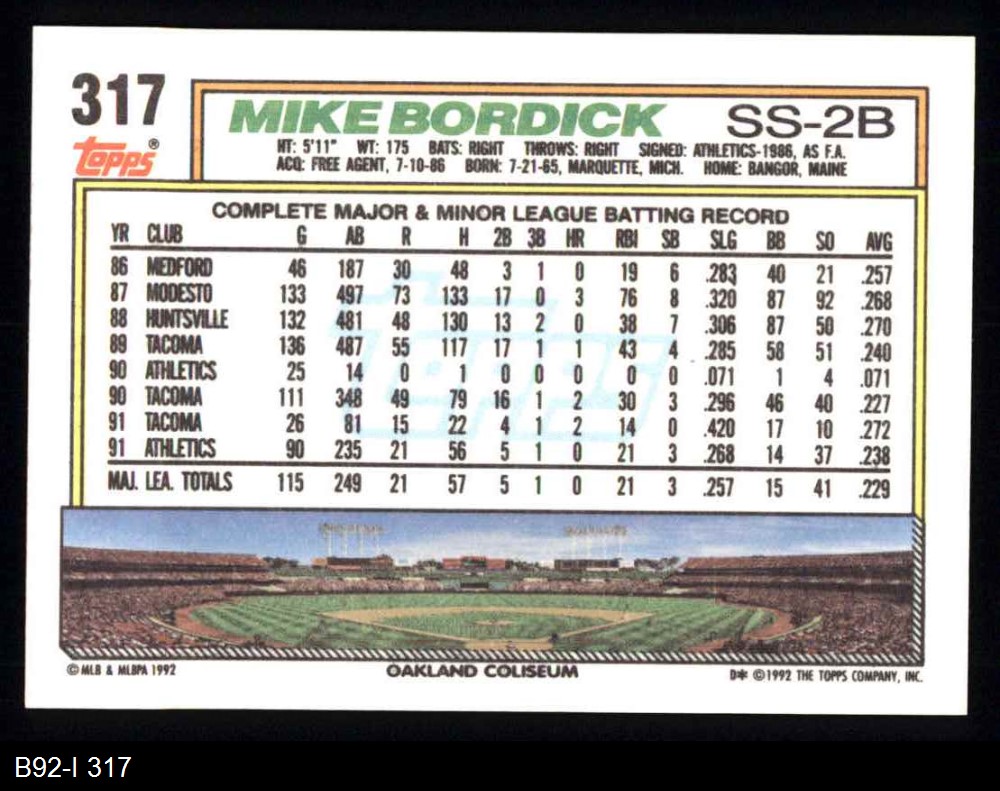 317
topps®
MIKE BORDICK SS-2B
HT: 5'11" WT: 175 BATS: RIGHT THROWS: RIGHT SIGNED: ATHLETICS-1986, AS F.A.
ACQ: FREE AGENT, 7-10-86 BORN: 7-21-65, MARQUETTE, MICH. HOME: BANGOR, MAINE
COMPLETE MAJOR & MINOR LEAGUE BATTING RECORD
YR CLUB G AB R H 2B 3B HR RBI SB SLG BB SO AVG
86 MEDFORD 46 187 30 48 3 1 0 19 6 .283 40 21 .257
87 MODESTO 133 497 73 133 17 0 3 76 8 .320 87 92 .268
88 HUNTSVILLE 132 481 48 130 13 2 0 38 7 .306 87 50 .270
89 TACOMA 136 487 55 117 17 1 1 43 4 .285 58 51 .240
90 ATHLETICS 25 14 0 1 0 0 0 0 0 .071 1 4 .071
90 TACOMA 111 348 49 79 16 1 2 30 3 .296 46 40 .227
91 TACOMA 26 81 15 22 4 1 2 14 0 .420 17 10 .272
91 ATHLETICS 90 235 21 56 5 1 0 21 3 .268 14 37 .238
MAJ. LEA. TOTALS 115 249 21 57 5 1 0 21 3 .257 15 41 .229
topps
© MLB & MLBPA 1992 OAKLAND COLISEUM D* © 1992 THE TOPPS COMPANY, INC.
B92-I 317